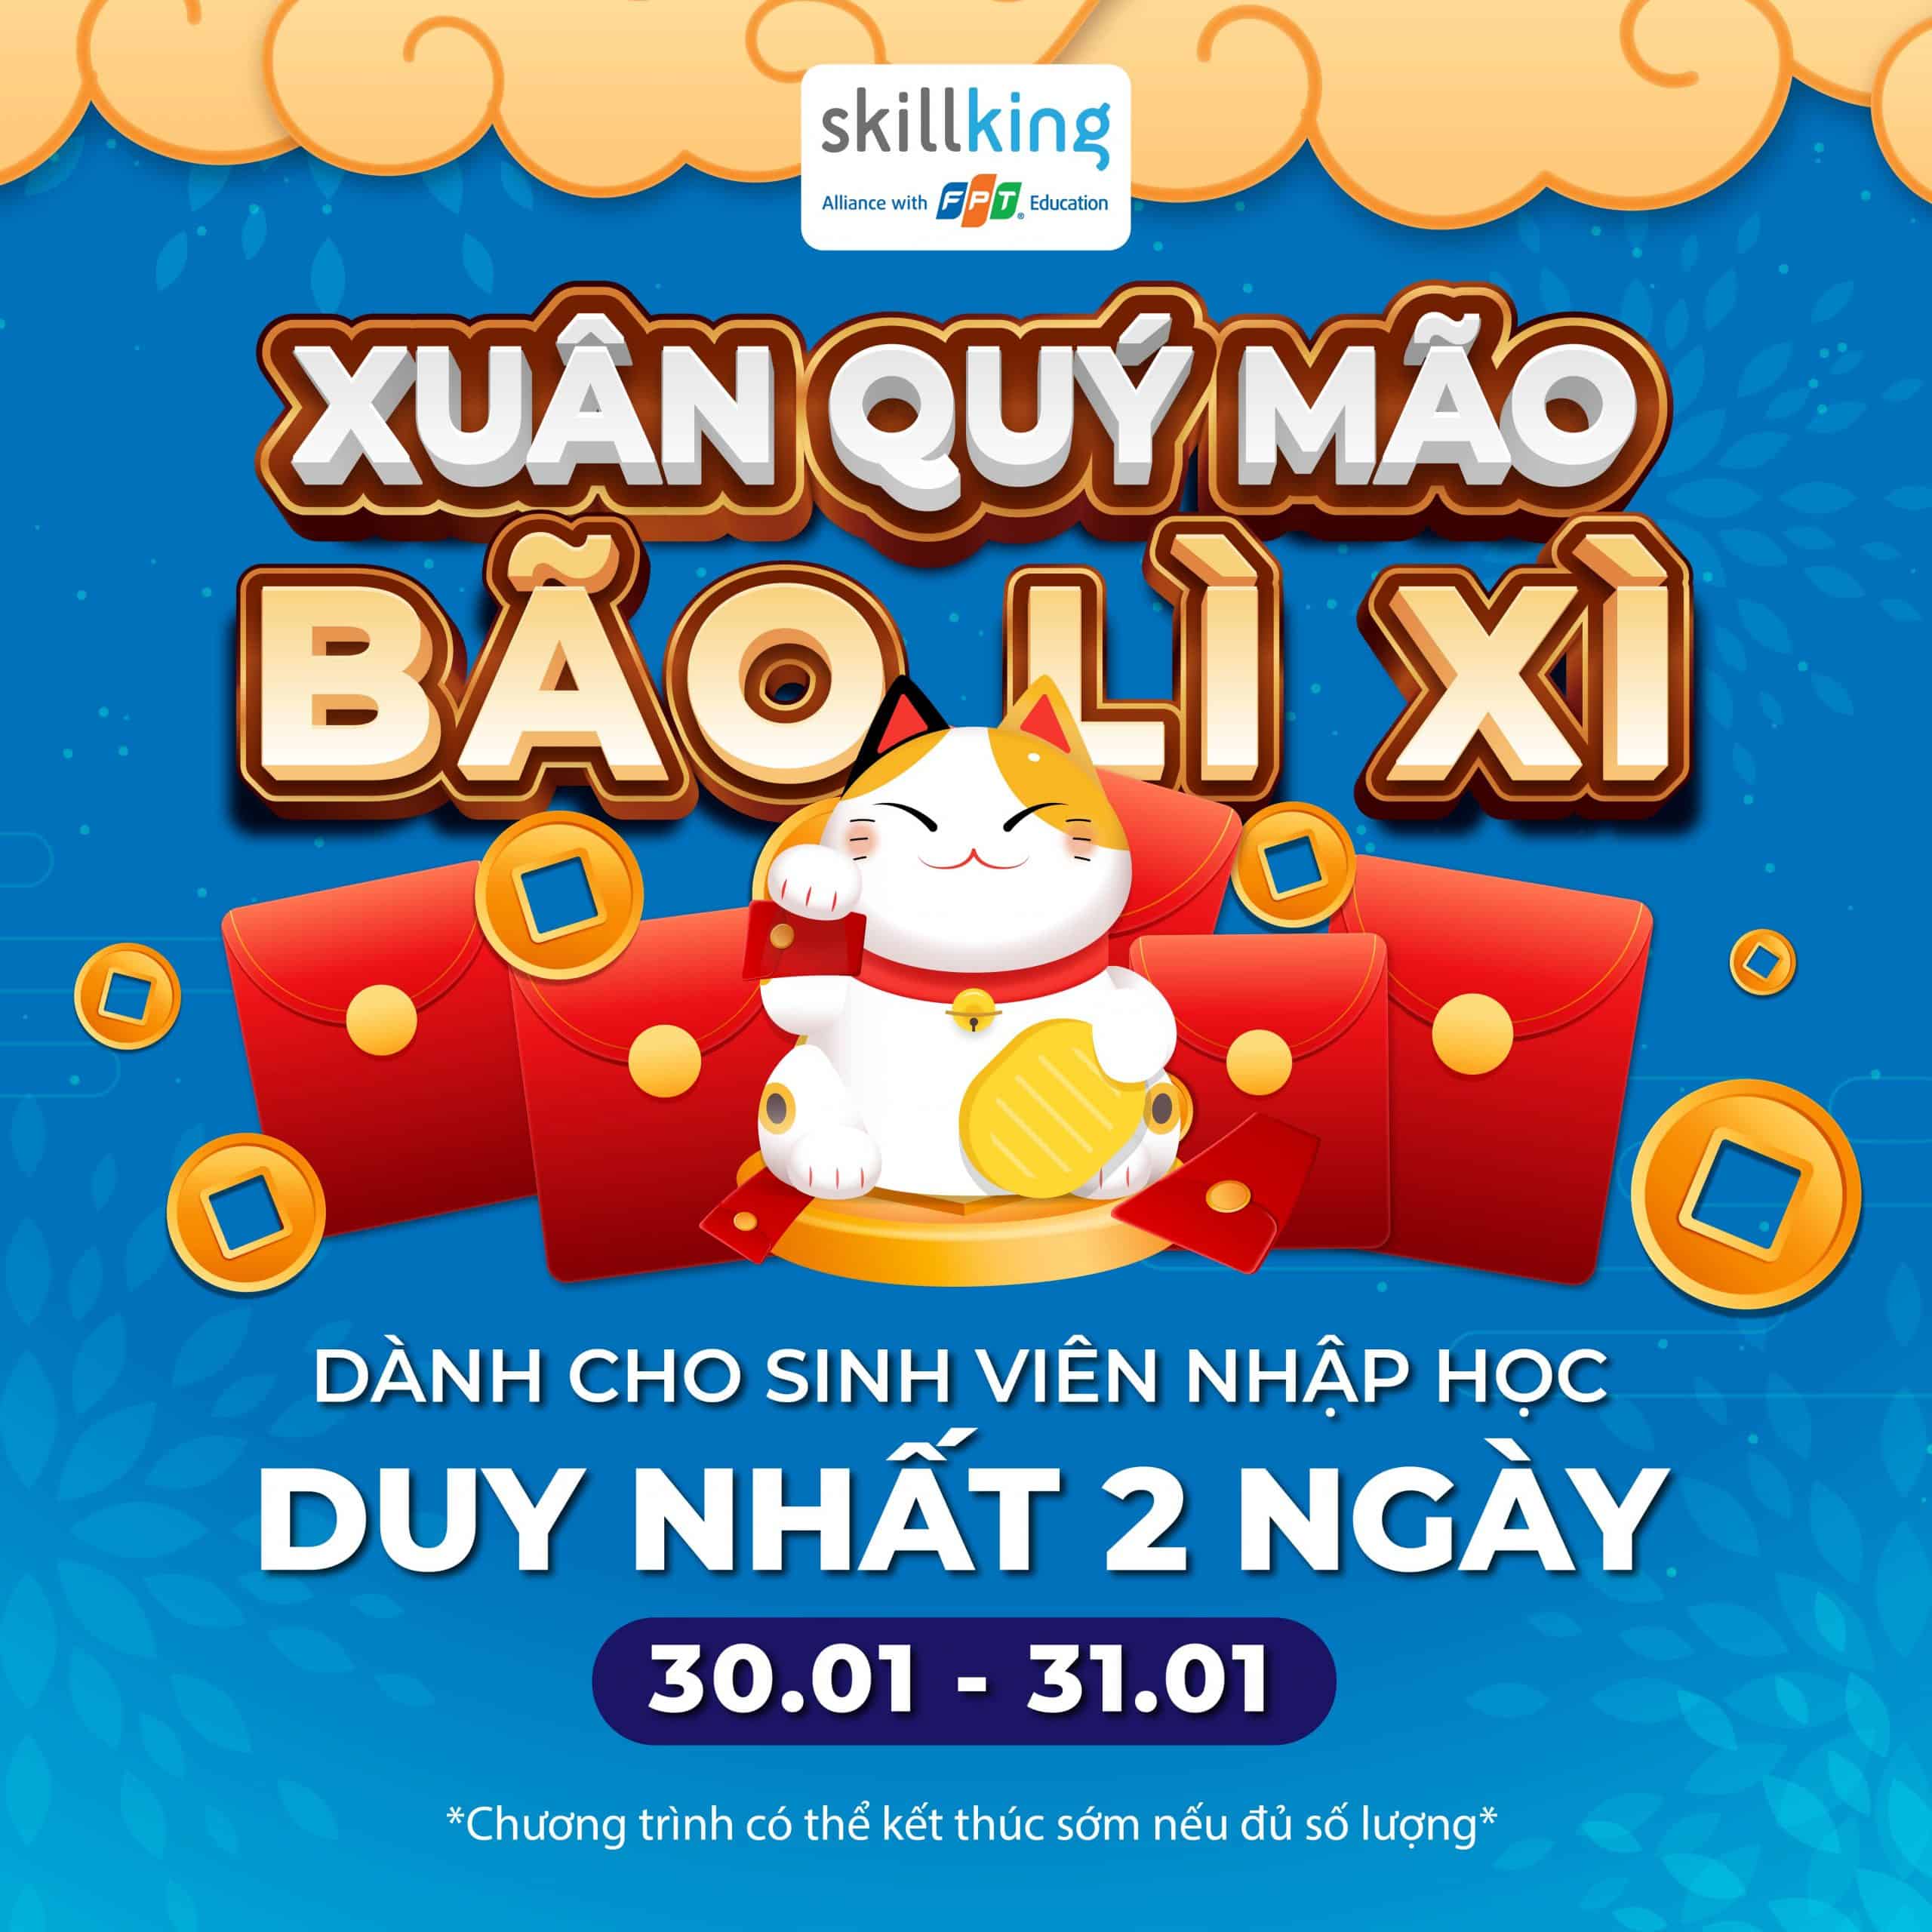 skillking
Alliance with FPT Education
XUÂN QUÝ MÃO
BÃO LÌ XÌ
DÀNH CHO SINH VIÊN NHẬP HỌC
DUY NHẤT 2 NGÀY
30.01 - 31.01
*Chương trình có thể kết thúc sớm nếu đủ số lượng*